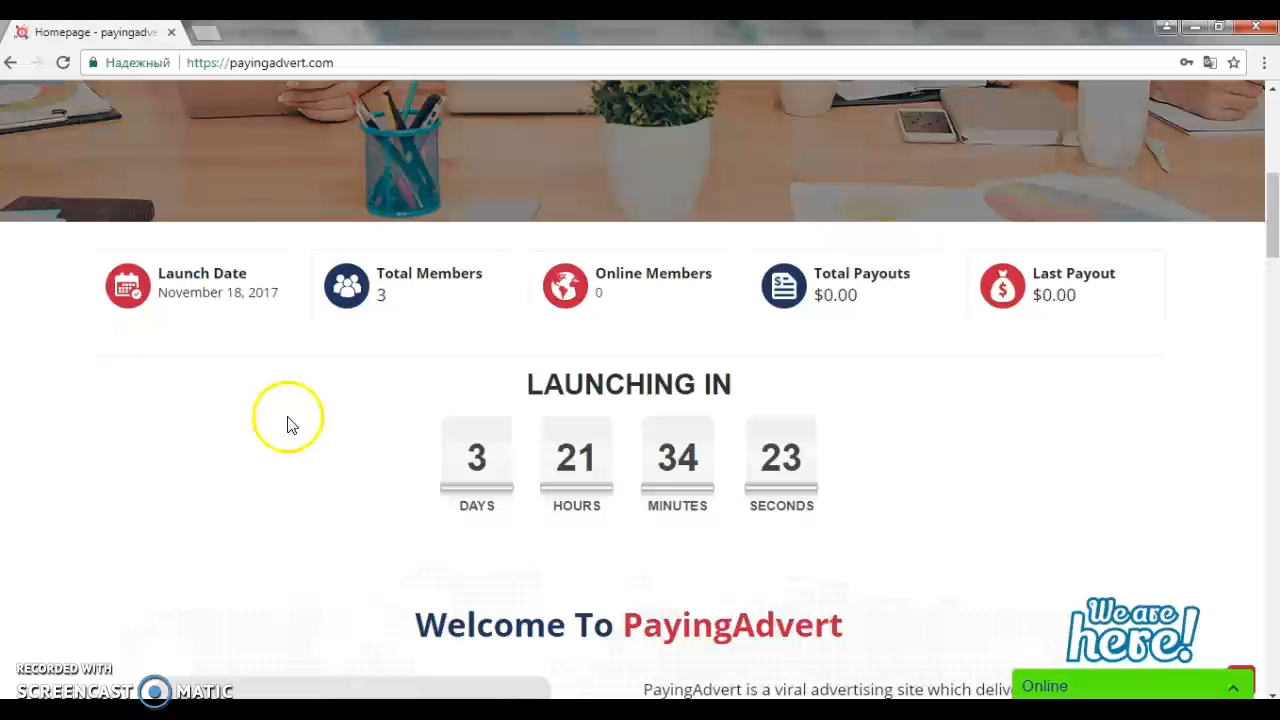 Homepage - payingadve
Надежный
https://payingadvert.com
Launch Date
November 18, 2017
Total Members
3
Online Members
0
Total Payouts
$0.00
Last Payout
$0.00
LAUNCHING IN
3 21 34 23
DAYS HOURS MINUTES SECONDS
Welcome To PayingAdvert
We are
here!
RECORDED WITH
SCREENCAST MATIC
PayingAdvert is a viral advertising site which deliv
Online